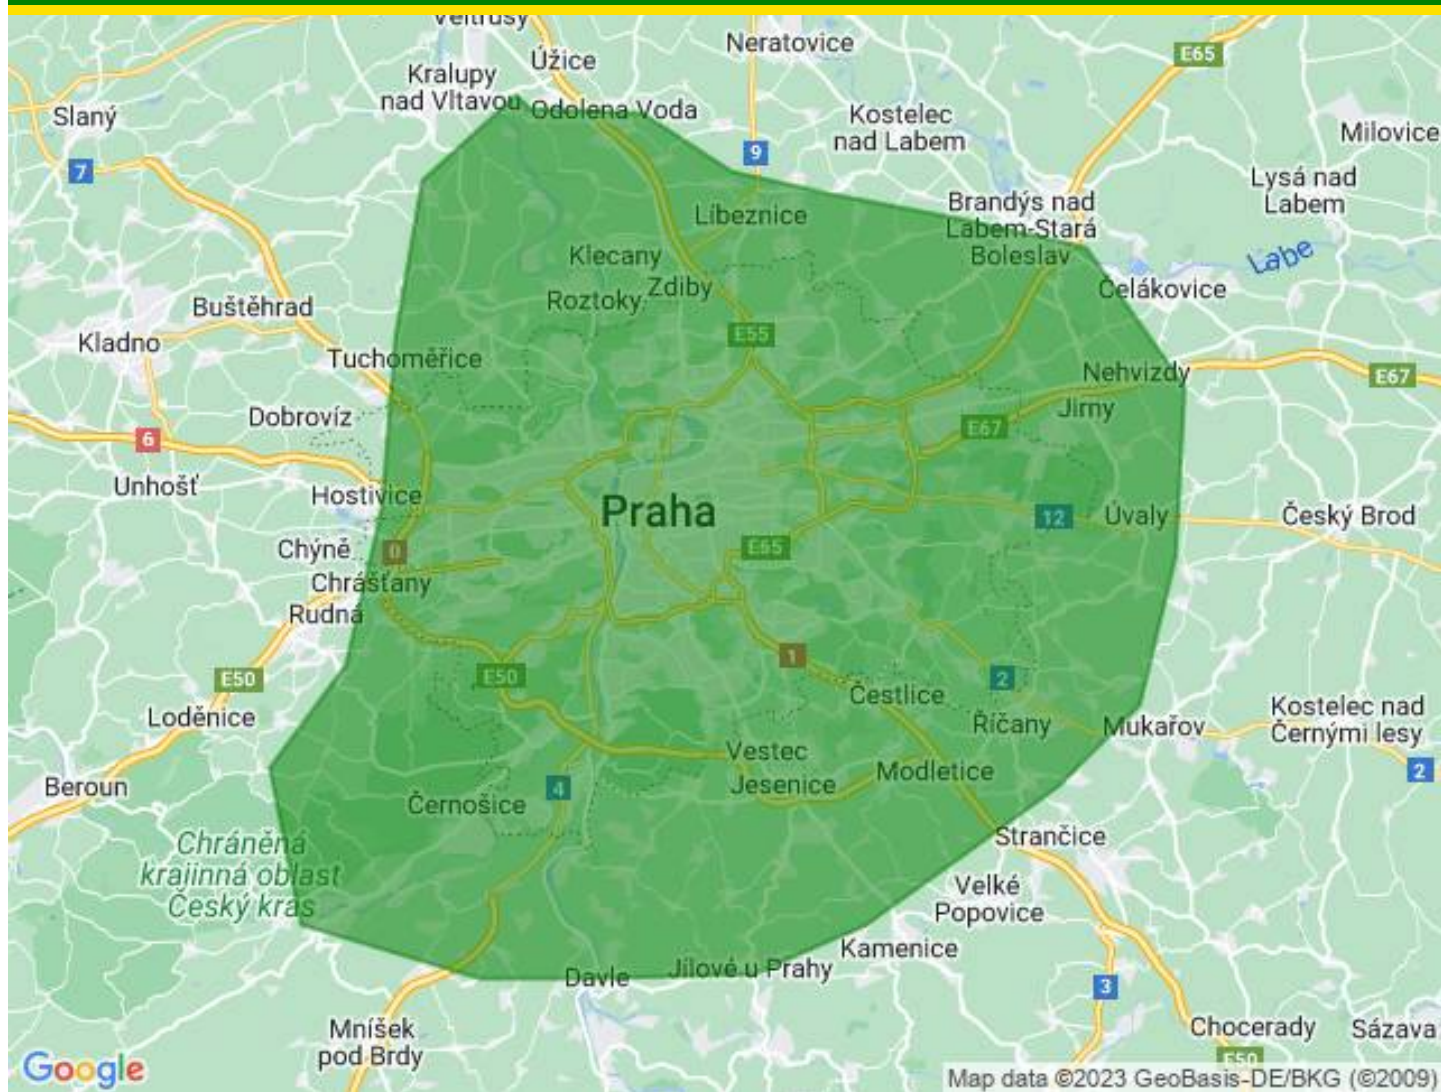 Veltrusy
Neratovice
E65
Úžice
Kralupy
nad Vltavou
Odolena Voda
Slaný
Kostelec
nad Labem
Milovice
7
9
Lysá nad
Labem
Brandýs nad
Labem-Stará
Boleslav
Líbeznice
Klecany
Labe
Zdiby
Roztoky
Čelákovice
Buštěhrad
Kladno
E55
Tuchoměřice
Nehvizdy
E67
Jirny
Dobrovíz
E67
6
Unhošť
Hostivice
Praha
12
Úvaly
Český Brod
Chýně
0
E65
Chrášťany
Rudná
1
E50
E50
2
Čestlice
Loděnice
Říčany
Mukařov
Kostelec nad
Černými lesy
Vestec
Modletice
2
Beroun
Jesenice
4
Černošice
Strančice
Chráněná
krajinná oblast
Český kras
Velké
Popovice
Kamenice
Davle
Jílové u Prahy
3
Mníšek
pod Brdy
Chocerady
Sázava
E50
Google
Map data ©2023 GeoBasis-DE/BKG (©2009)